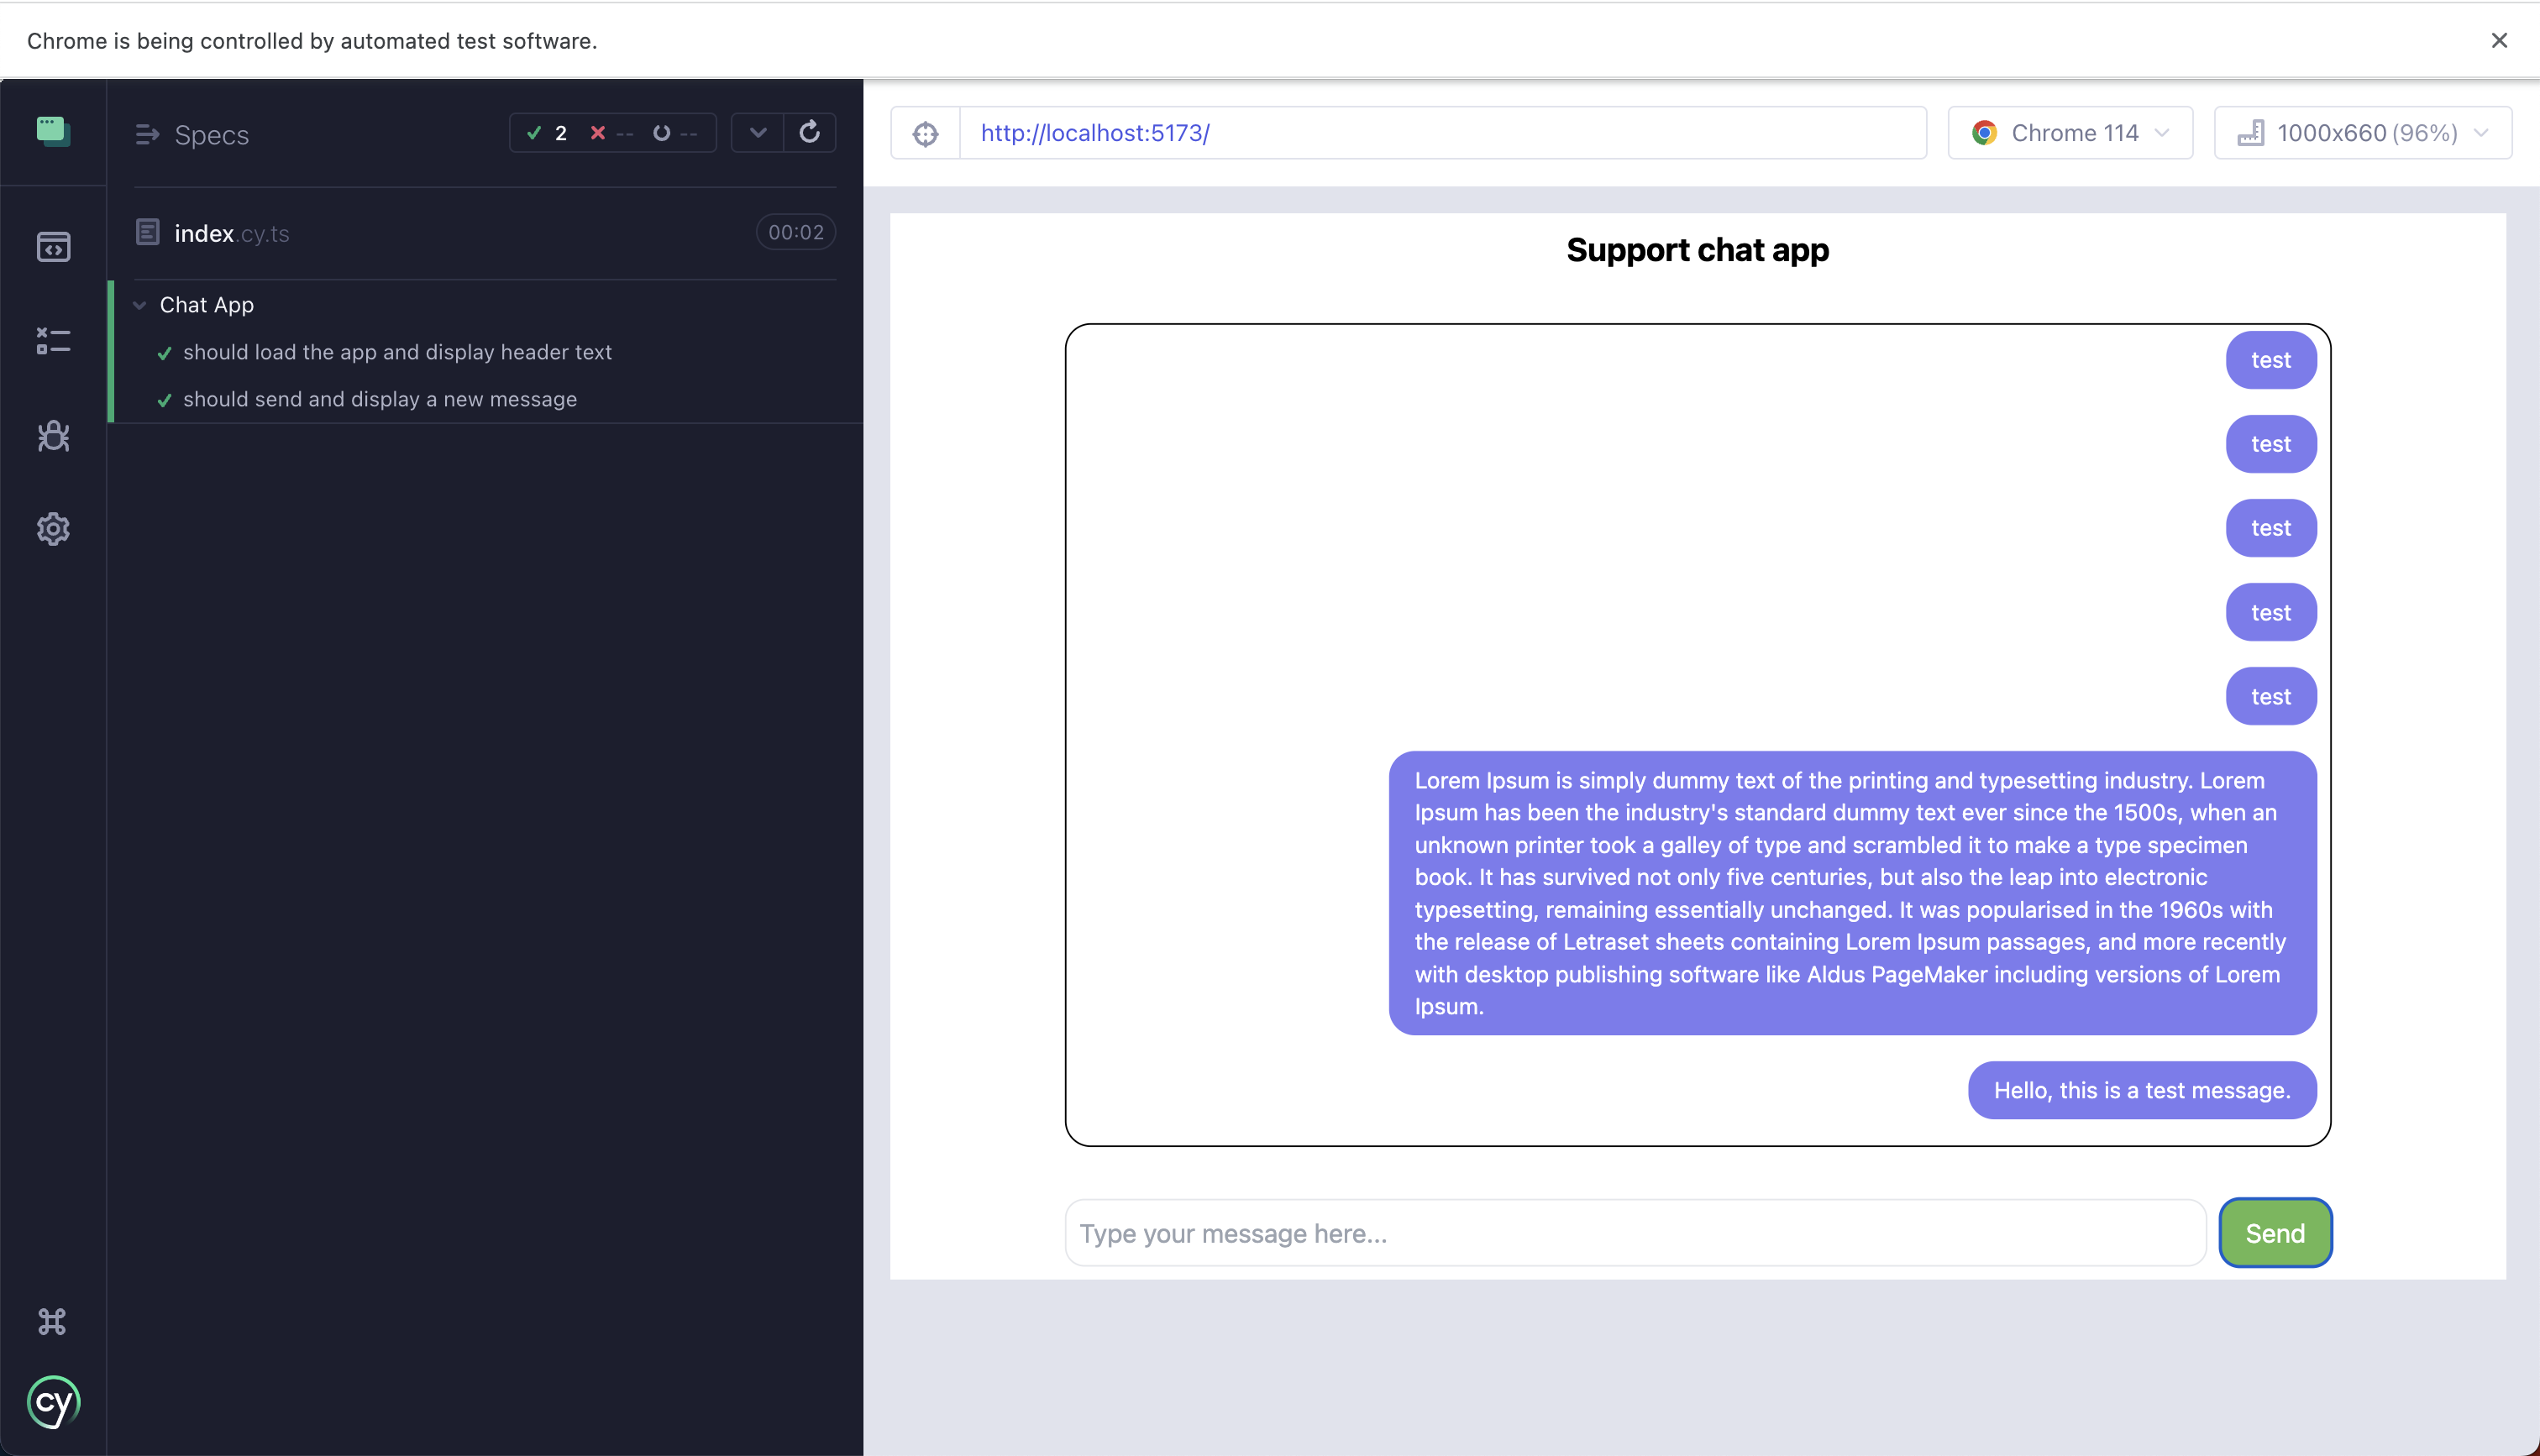 Chrome is being controlled by automated test software.
Specs
2 -- --
index.cy.ts
00:02
Chat App
should load the app and display header text
should send and display a new message
cy
http://localhost:5173/
Chrome 114
1000x660 (96%)
Support chat app
test
test
test
test
test
Lorem Ipsum is simply dummy text of the printing and typesetting industry. Lorem
Ipsum has been the industry's standard dummy text ever since the 1500s, when an
unknown printer took a galley of type and scrambled it to make a type specimen
book. It has survived not only five centuries, but also the leap into electronic
typesetting, remaining essentially unchanged. It was popularised in the 1960s with
the release of Letraset sheets containing Lorem Ipsum passages, and more recently
with desktop publishing software like Aldus PageMaker including versions of Lorem
Ipsum.
Hello, this is a test message.
Type your message here...
Send